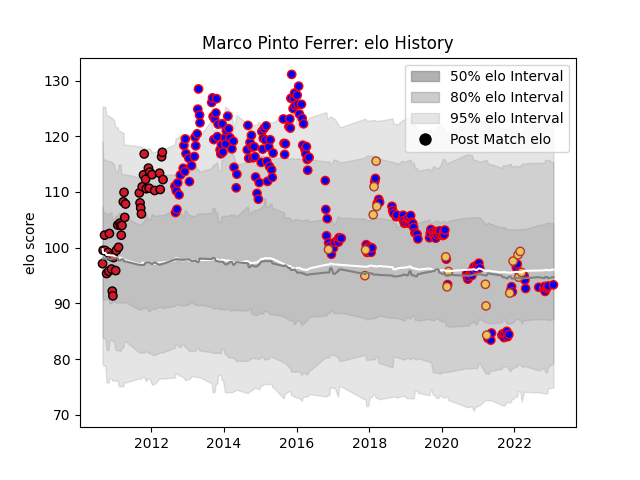 Marco Pinto Ferrer: elo History
50% elo Interval
80% elo Interval
95% elo Interval
Post Match elo
elo score
130
120
110
100
90
80
70
2012
2014
2016
2018
2020
2022